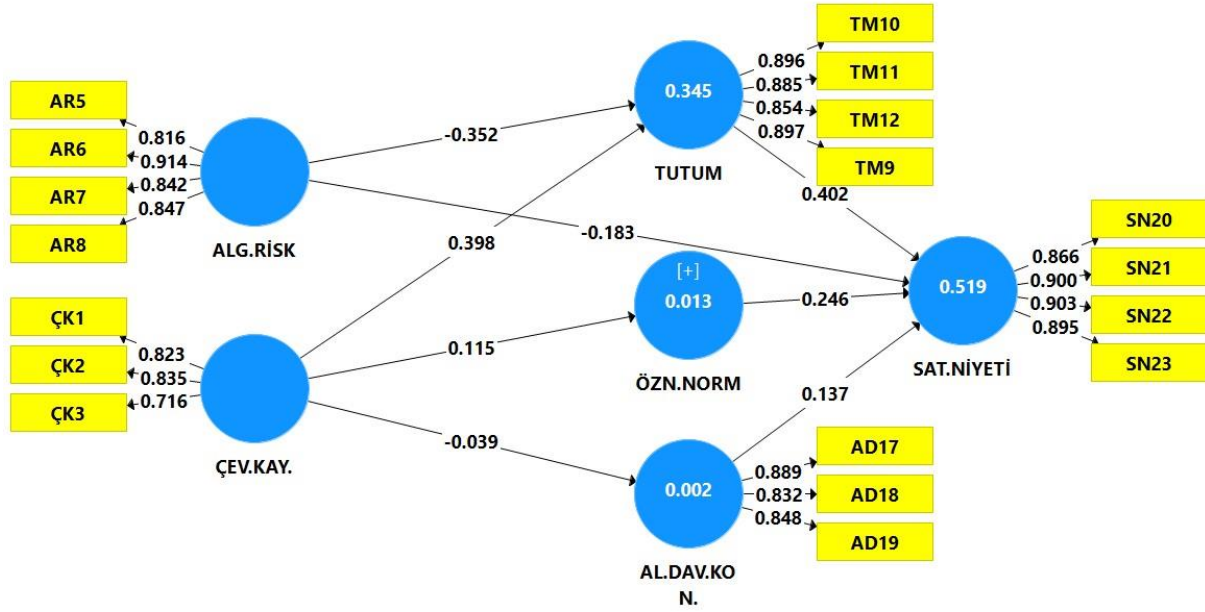 AR5
AR6
AR7
AR8
0.816
0.914
0.842
0.847
ALG.RİSK
ÇK1
ÇK2
ÇK3
0.823
0.835
0.716
ÇEV.KAY.
-0.352
0.398
-0.183
0.115
-0.039
0.345
TUTUM
0.896
0.885
0.854
0.897
TM10
TM11
TM12
TM9
0.402
[+]
0.013
ÖZN.NORM
0.246
0.002
AL.DAV.KO
N.
0.137
0.889
0.832
0.848
AD17
AD18
AD19
0.519
SAT.NİYETİ
0.866
0.900
0.903
0.895
SN20
SN21
SN22
SN23